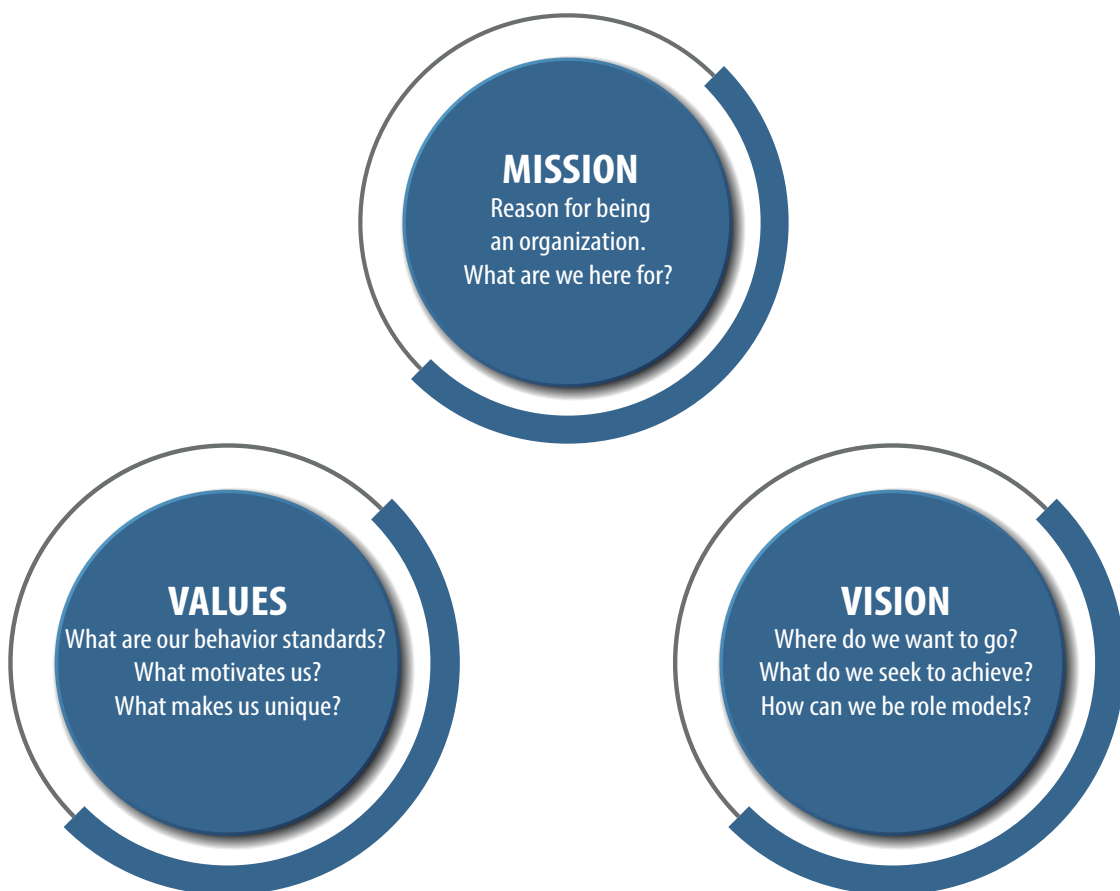 MISSION
Reason for being
an organization.
What are we here for?
VALUES
What are our behavior standards?
What motivates us?
What makes us unique?
VISION
Where do we want to go?
What do we seek to achieve?
How can we be role models?